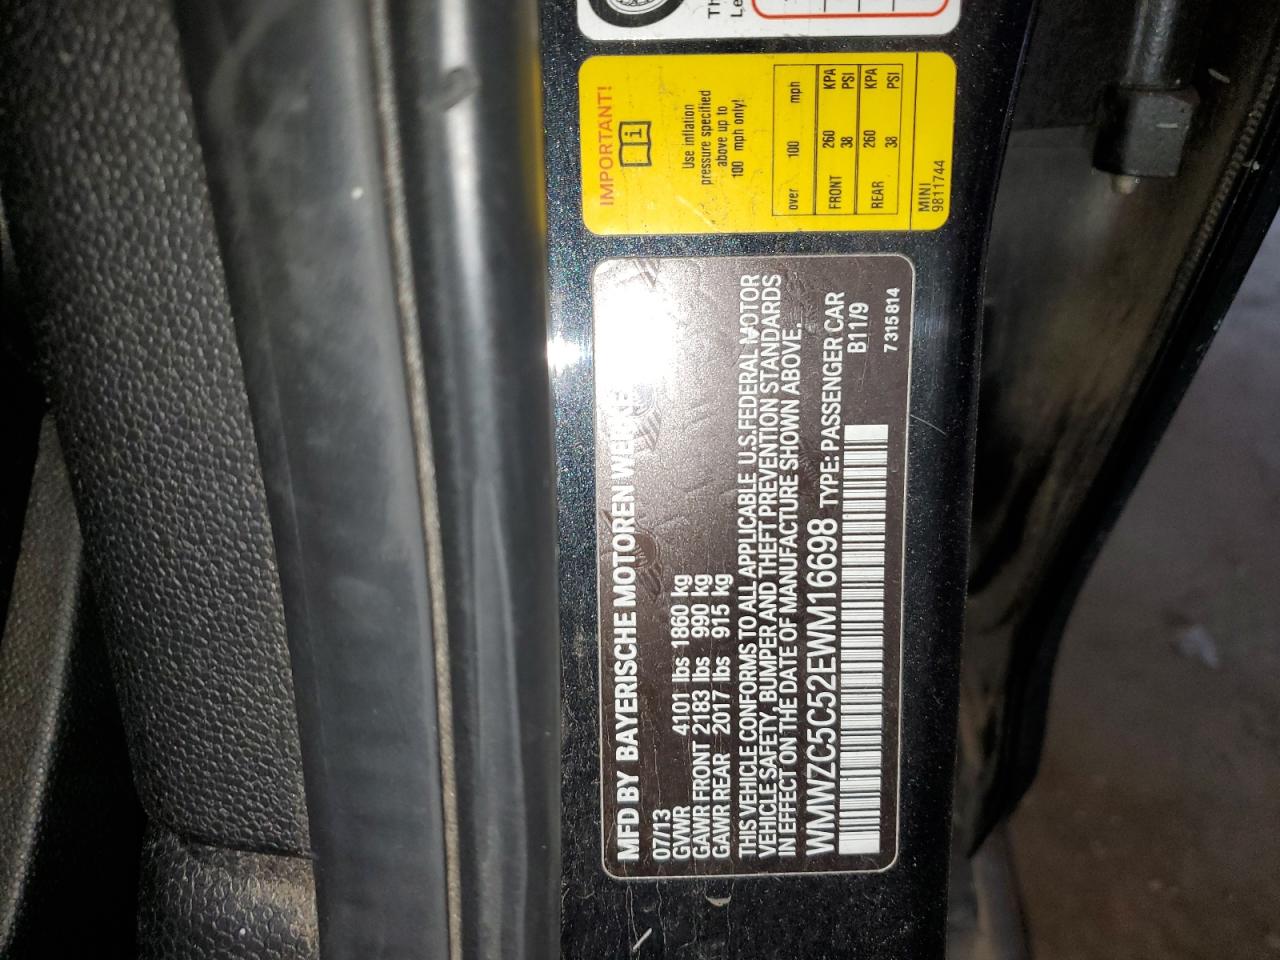 Th
Le
IMPORTANT!
i
Use inflation
pressure specified
above up to
100 mph only!
over 100 mph
FRONT 260 KPA
38 PSI
REAR 260 KPA
38 PSI
MINI
9811744
MFD BY BAYERISCHE MOTOREN
07/13
GVWR 4101 lbs 1860 kg
GAWR FRONT 2183 lbs 990 kg
GAWR REAR 2017 lbs 915 kg
THIS VEHICLE CONFORMS TO ALL APPLICABLE U.S.FEDERAL MOTOR
VEHICLE SAFETY, BUMPER AND THEFT PREVENTION STANDARDS
IN EFFECT ON THE DATE OF MANUFACTURE SHOWN ABOVE.
WMWZC5C52EWM16698 TYPE: PASSENGER CAR
B11/9
7315814